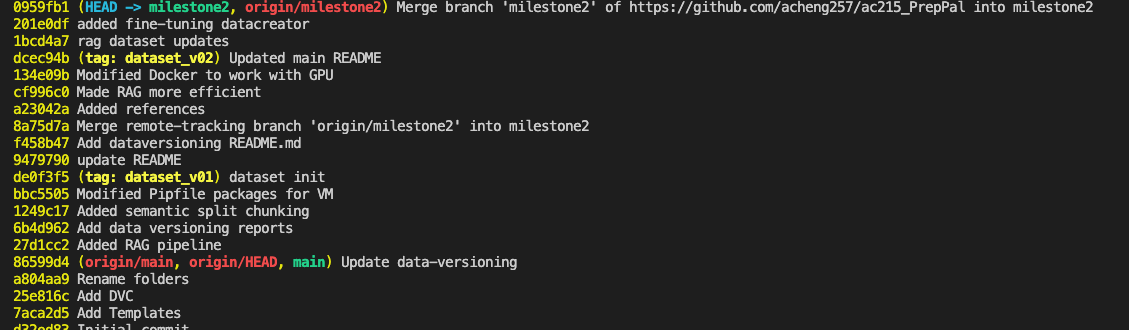 0959fb1 (HEAD -> milestone2, origin/milestone2) Merge branch 'milestone2' of https://github.com/acheng257/ac215_PrepPal into milestone2
201e0df added fine-tuning datacreator
1bcd4a7 rag dataset updates
dcec94b (tag: dataset_v02) Updated main README
134e09b Modified Docker to work with GPU
cf996c0 Made RAG more efficient
a23042a Added references
8a75d7a Merge remote-tracking branch 'origin/milestone2' into milestone2
f458b47 Add dataversioning README.md
9479790 update README
de0f3f5 (tag: dataset_v01) dataset init
bbc5505 Modified Pipfile packages for VM
1249c17 Added semantic split chunking
6b4d962 Add data versioning reports
27d1cc2 Added RAG pipeline
86599d4 (origin/main, origin/HEAD, main) Update data-versioning
a804aa9 Rename folders
25e816c Add DVC
7aca2d5 Add Templates
d32ed83 Initial commit